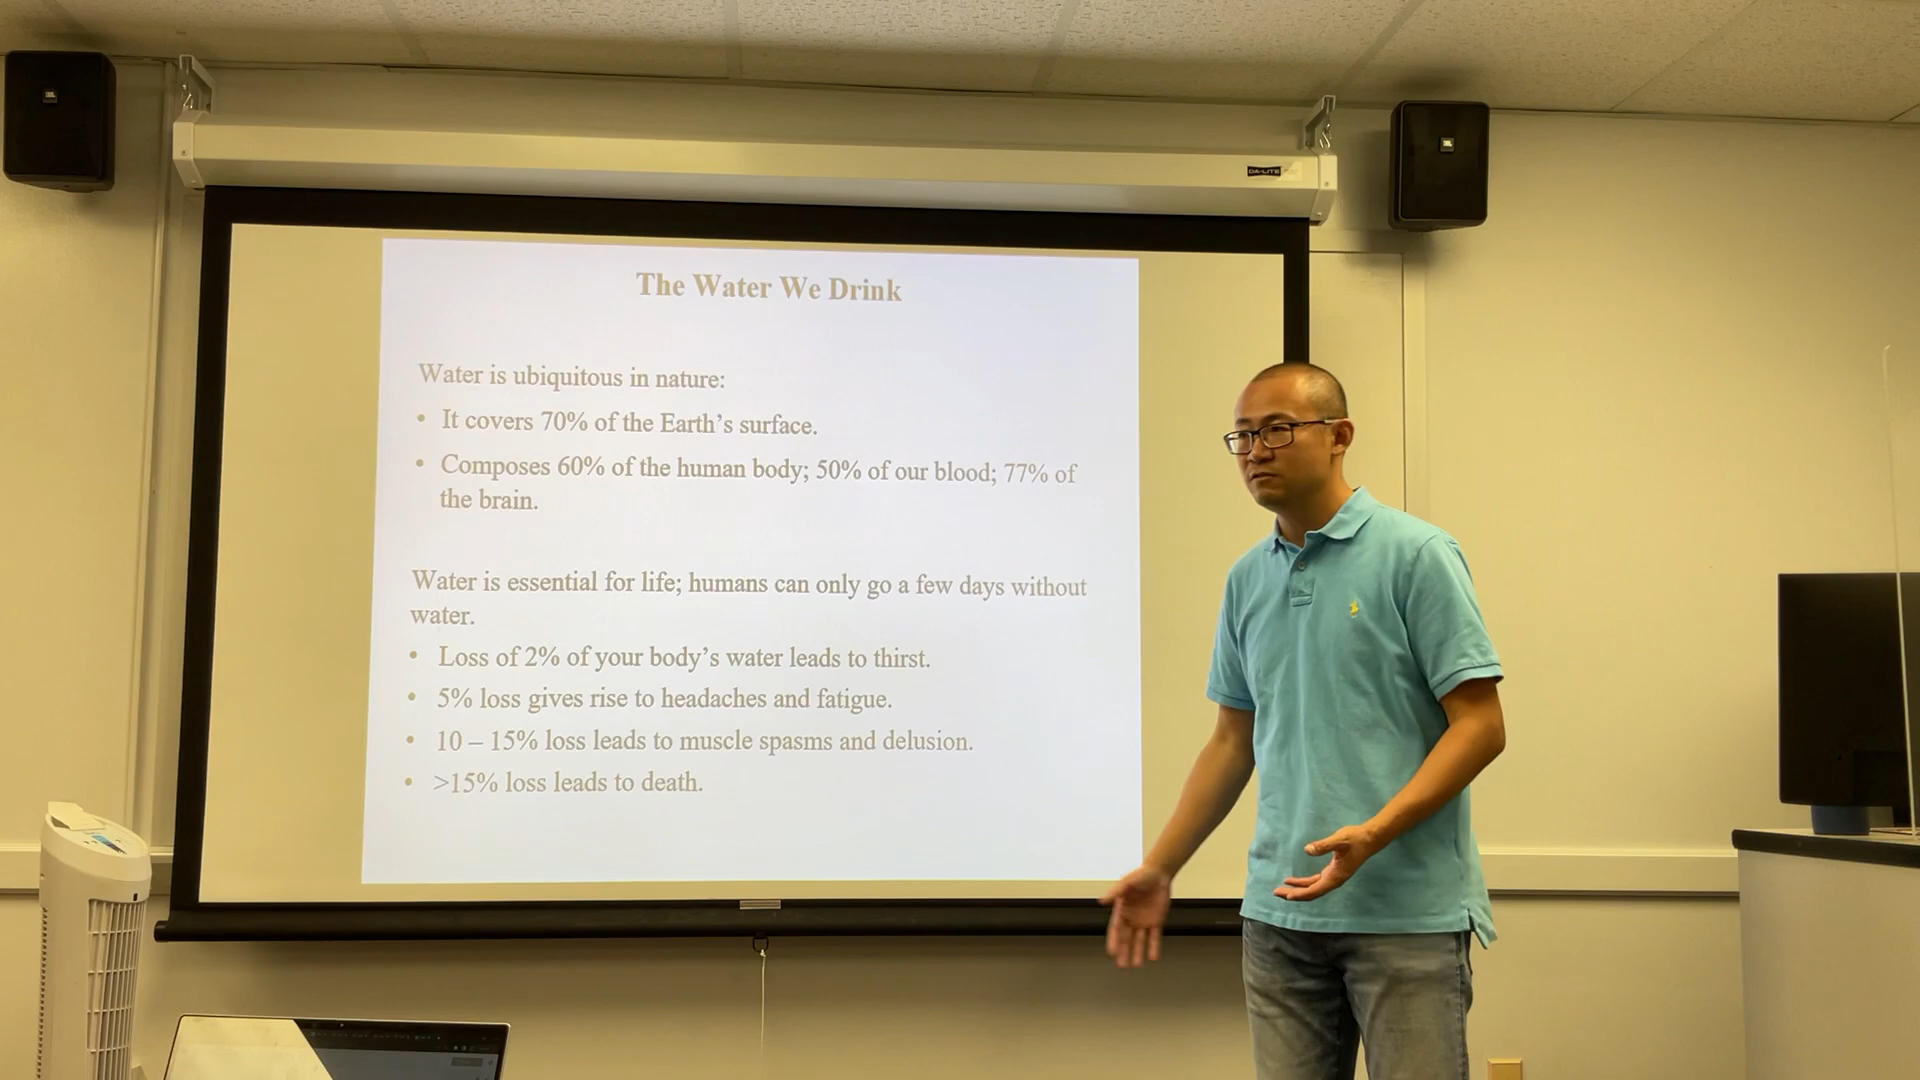 JBL
JBL
DA-LITE
The Water We Drink
Water is ubiquitous in nature:
• It covers 70% of the Earth’s surface.
• Composes 60% of the human body; 50% of our blood; 77% of
the brain.
Water is essential for life; humans can only go a few days without
water.
• Loss of 2% of your body’s water leads to thirst.
• 5% loss gives rise to headaches and fatigue.
• 10 – 15% loss leads to muscle spasms and delusion.
• >15% loss leads to death.